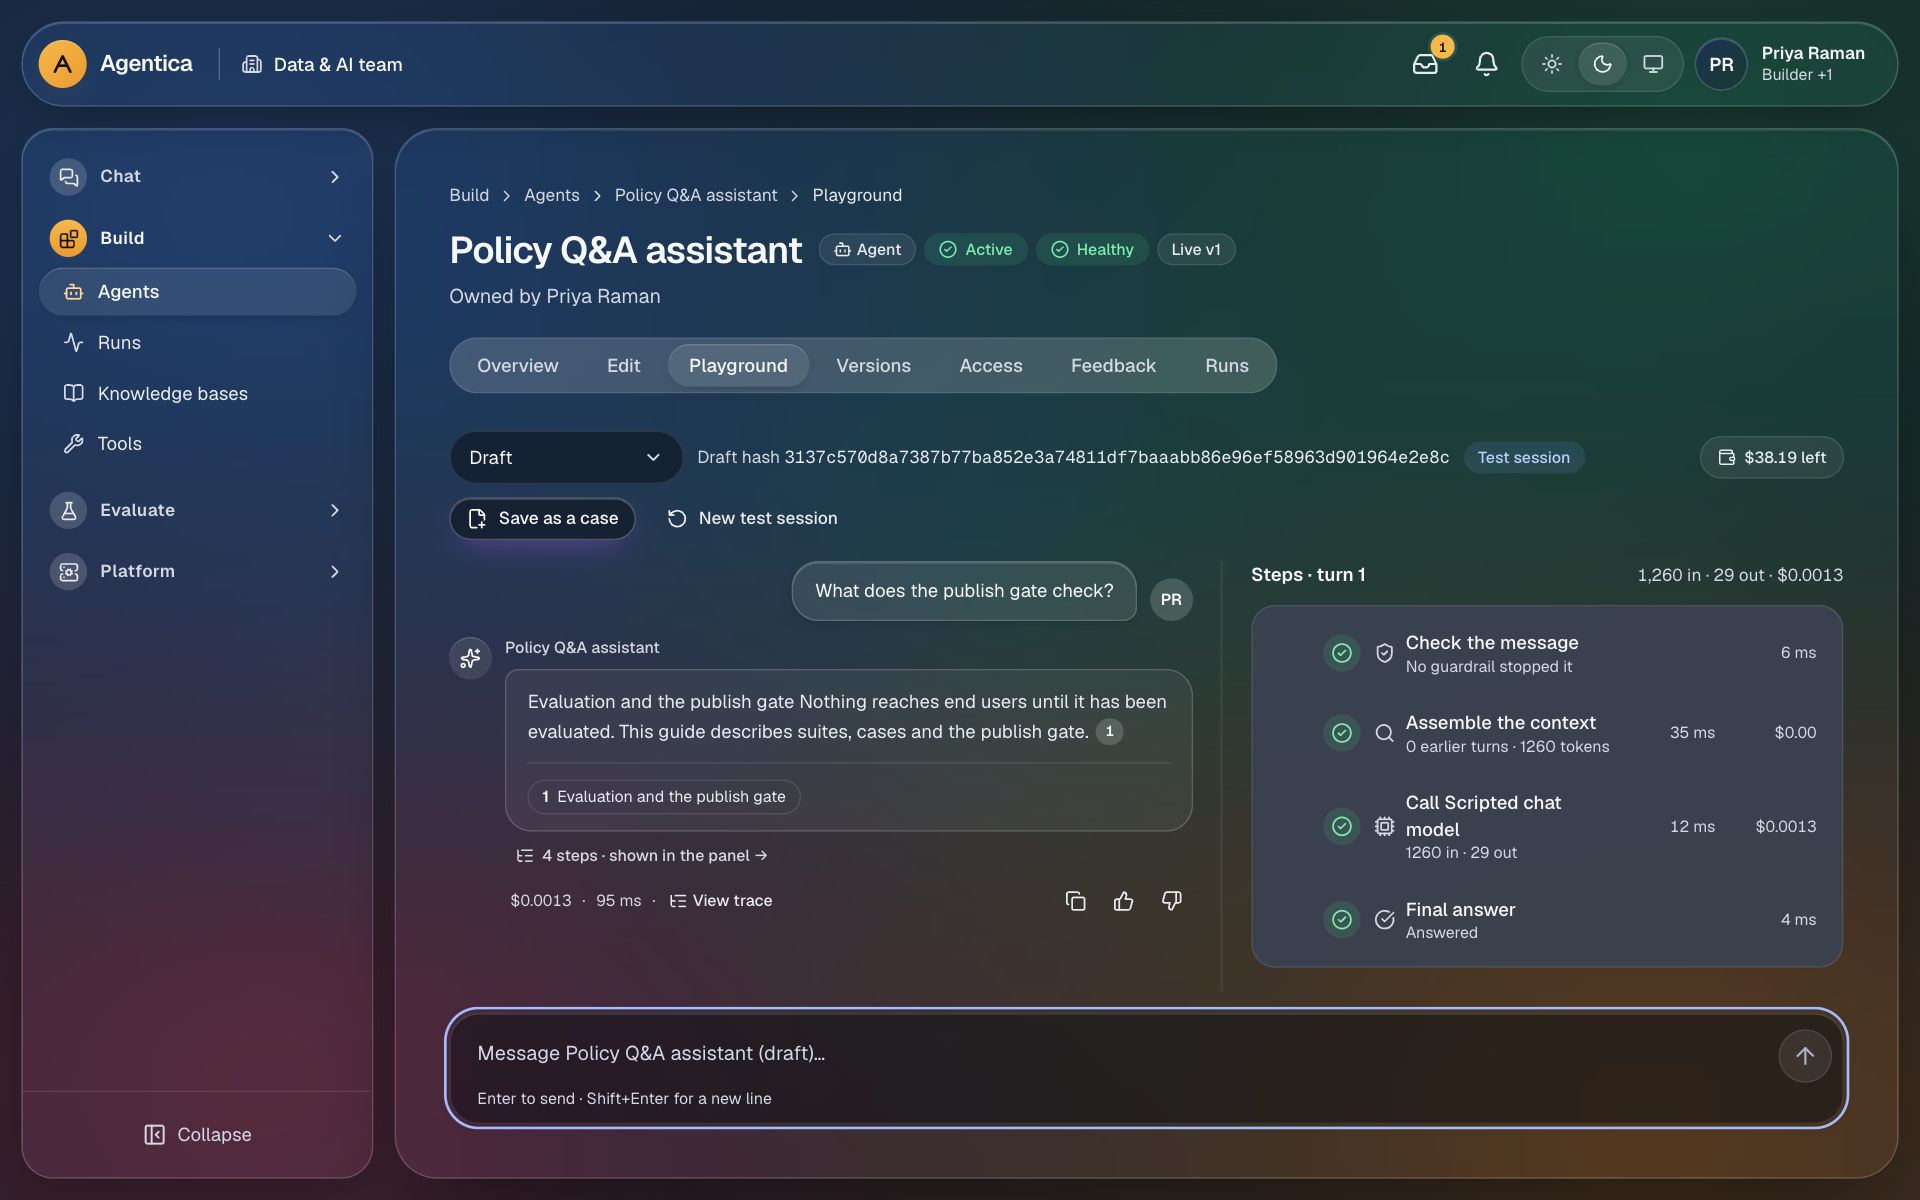 Agentica
Data & AI team
1
PR
Priya Raman
Builder +1
Chat
Build
Agents
Runs
Knowledge bases
Tools
Evaluate
Platform
Collapse
Build > Agents > Policy Q&A assistant > Playground
Policy Q&A assistant
Agent
Active
Healthy
Live v1
Owned by Priya Raman
Overview
Edit
Playground
Versions
Access
Feedback
Runs
Draft
Draft hash 3137c570d8a7387b77ba852e3a74811df7baaabb86e96ef58963d901964e2e8c
Test session
$38.19 left
Save as a case
New test session
What does the publish gate check?
PR
Policy Q&A assistant
Evaluation and the publish gate Nothing reaches end users until it has been
evaluated. This guide describes suites, cases and the publish gate. 1
1 Evaluation and the publish gate
4 steps · shown in the panel →
$0.0013 · 95 ms · View trace
Steps · turn 1
1,260 in · 29 out · $0.0013
Check the message
No guardrail stopped it
6 ms
Assemble the context
0 earlier turns · 1260 tokens
35 ms
$0.00
Call Scripted chat
model
1260 in · 29 out
12 ms
$0.0013
Final answer
Answered
4 ms
Message Policy Q&A assistant (draft)…
Enter to send · Shift+Enter for a new line